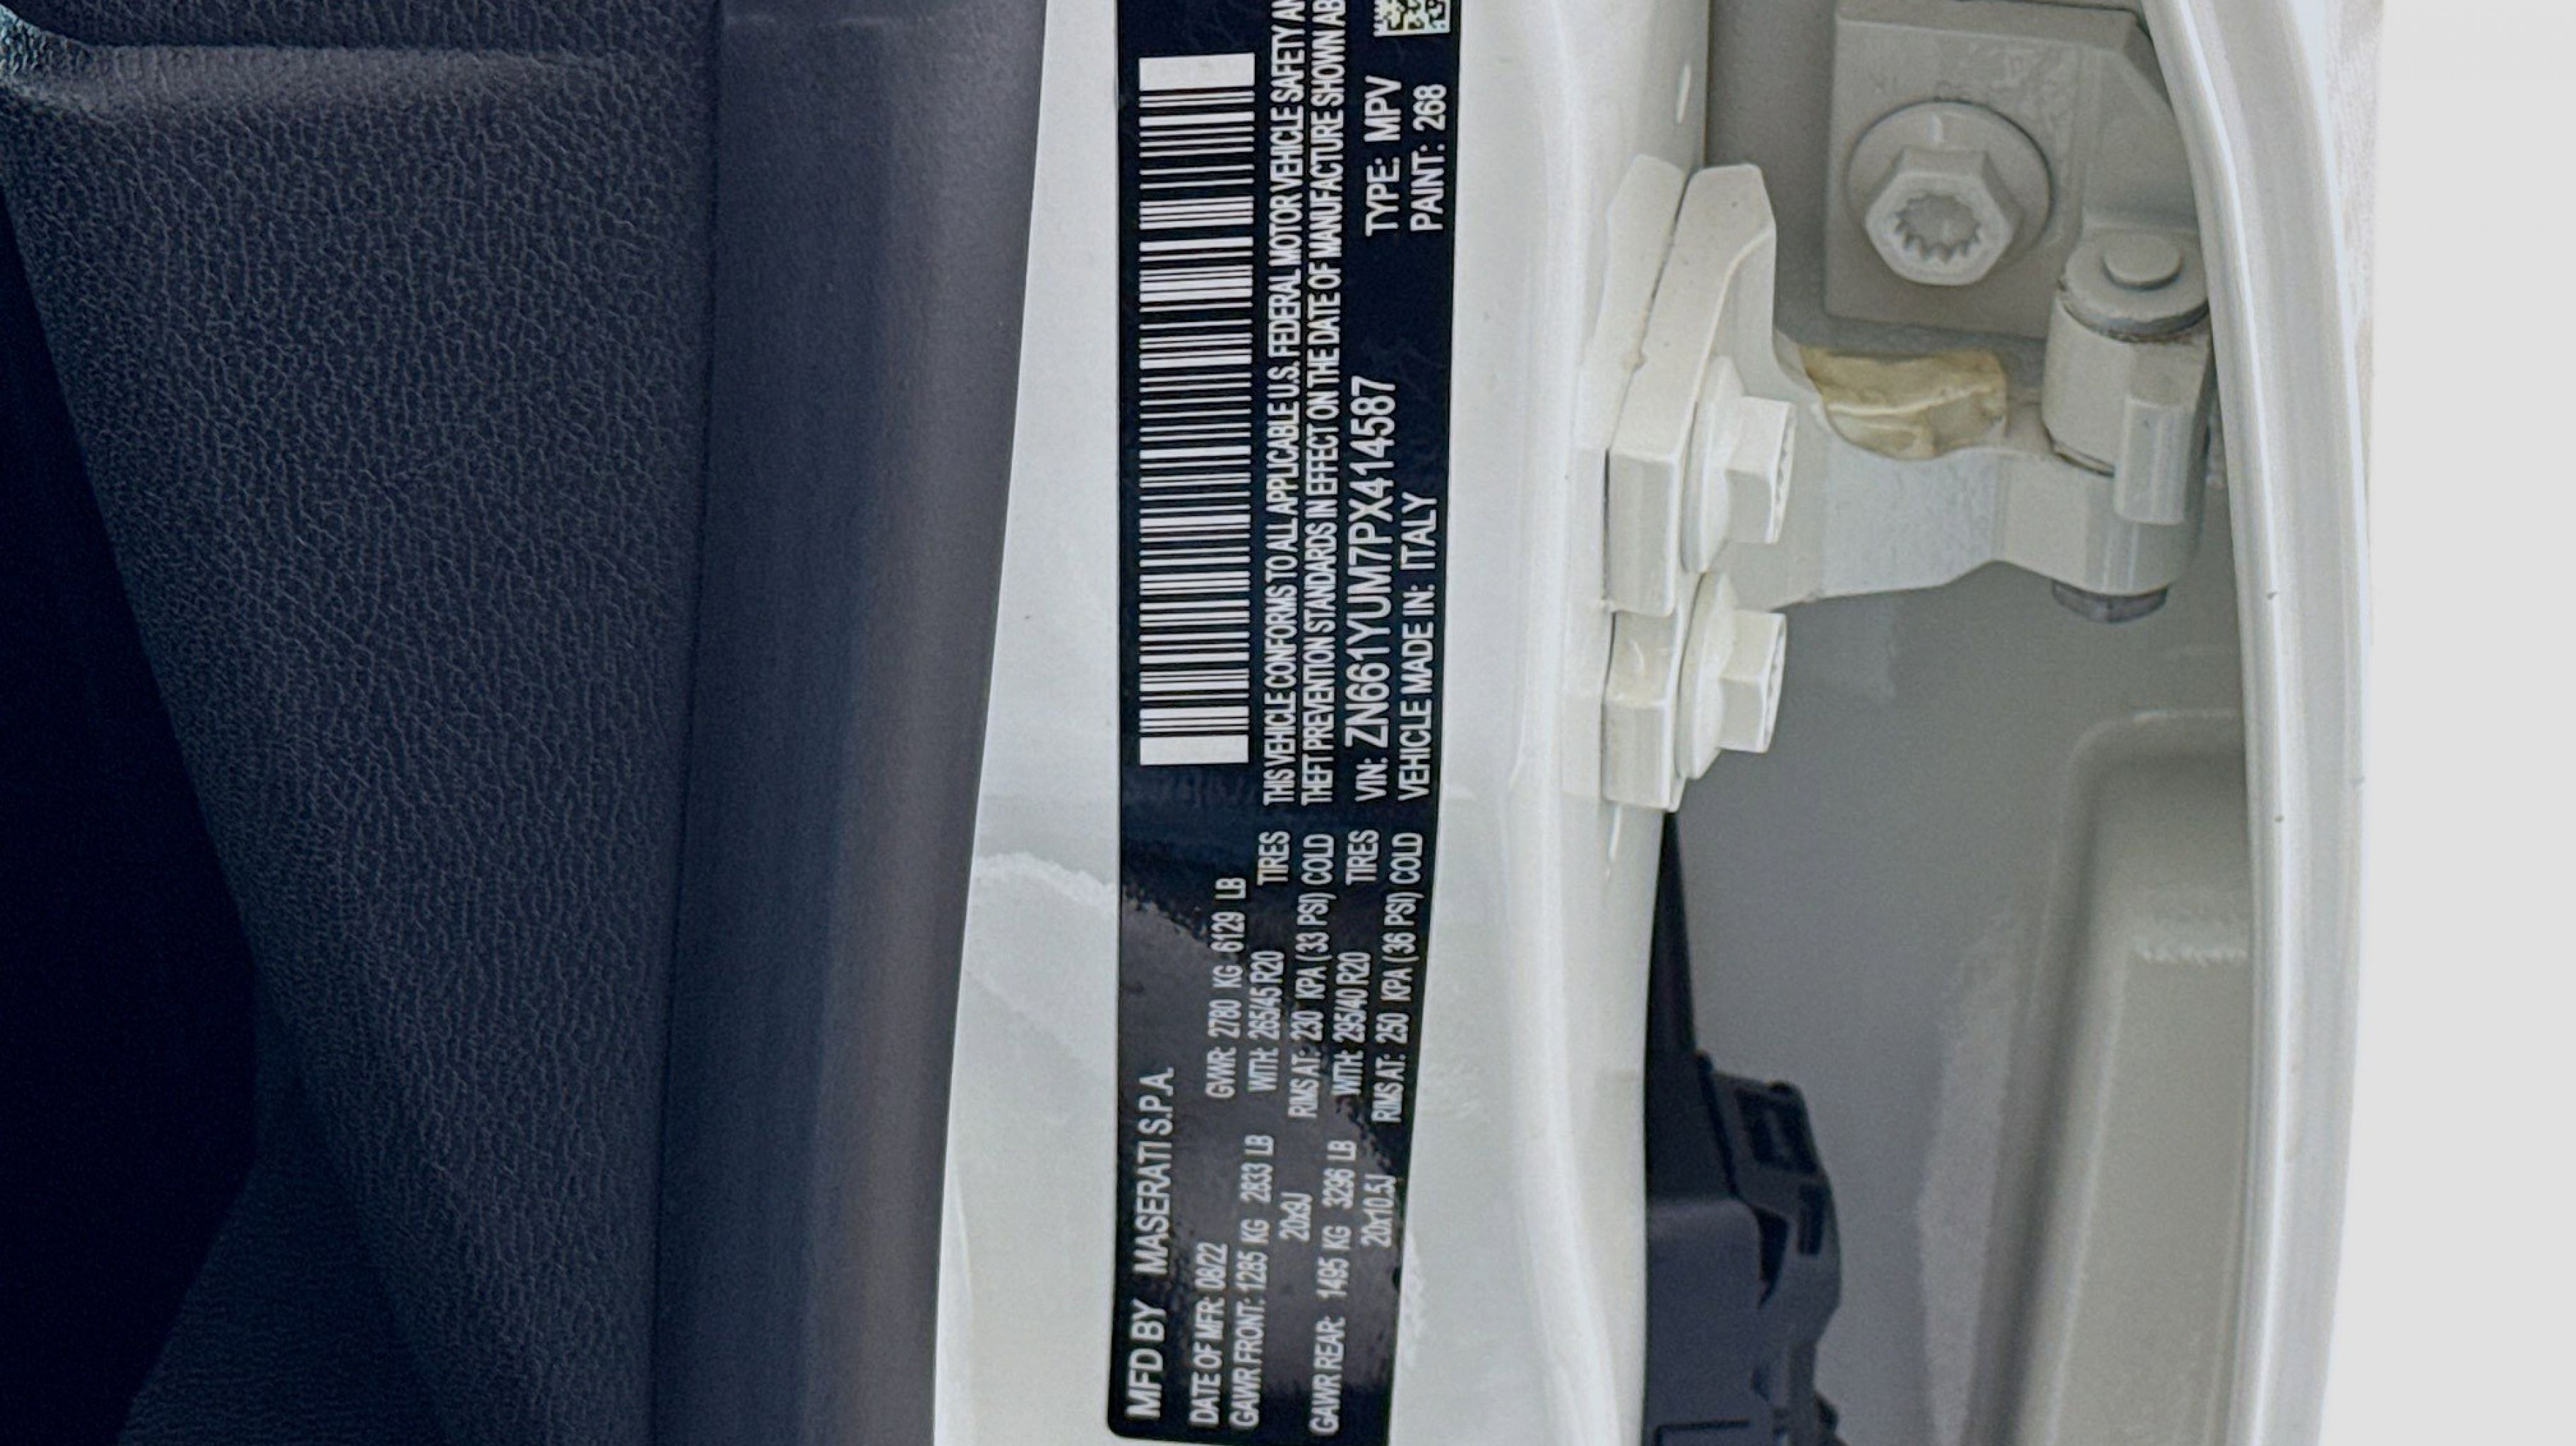 MFD BY MASERATI S.P.A.
DATE OF MFR: 08/22
GVWR: 2780 KG 6129 LB
GAWR FRONT: 1285 KG 2833 LB WITH: 265/45 R20 TIRES
20x9J RIMS AT: 230 KPA (33 PSI) COLD
GAWR REAR: 1495 KG 3296 LB WITH: 295/40 R20 TIRES
20x10.5J RIMS AT: 250 KPA (36 PSI) COLD
THIS VEHICLE CONFORMS TO ALL APPLICABLE U.S. FEDERAL MOTOR VEHICLE SAFETY
THEFT PREVENTION STANDARDS IN EFFECT ON THE DATE OF MANUFACTURE SHOWN
VIN: ZN661YUM7PX414587 TYPE: MPV
VEHICLE MADE IN: ITALY PAINT: 268